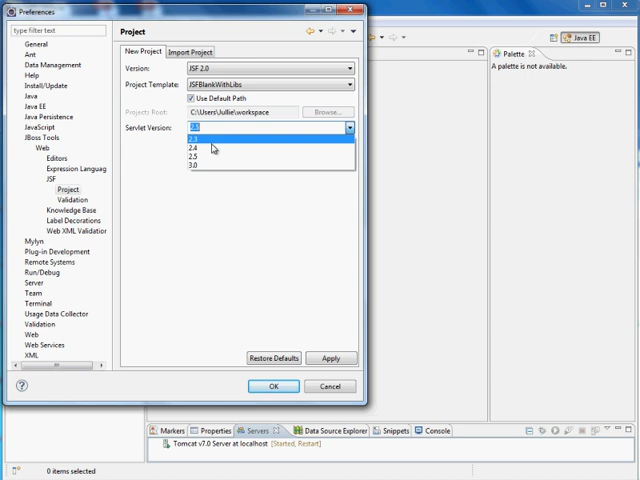 Preferences
type filter text
General
Ant
Data Management
Help
Install/Update
Java
Java EE
Java Persistence
JavaScript
JBoss Tools
Web
Editors
Expression Languag
JSF
Project
Validation
Knowledge Base
Label Decorations
Web XML Validatior
Mylyn
Plug-in Development
Remote Systems
Run/Debug
Server
Team
Terminal
Usage Data Collector
Validation
Web
Web Services
XML
Project
New Project
Import Project
Version:
JSF 2.0
Project Template:
JSFBlankWithLibs
Use Default Path
Projects Root:
C:\Users\Jullie\workspace
Browse...
Servlet Version:
2.5
2.3
2.4
2.5
3.0
Restore Defaults
Apply
OK
Cancel
Java EE
Palette
A palette is not available.
Markers
Properties
Servers
Data Source Explorer
Snippets
Console
Tomcat v7.0 Server at localhost [Started, Restart]
0 items selected